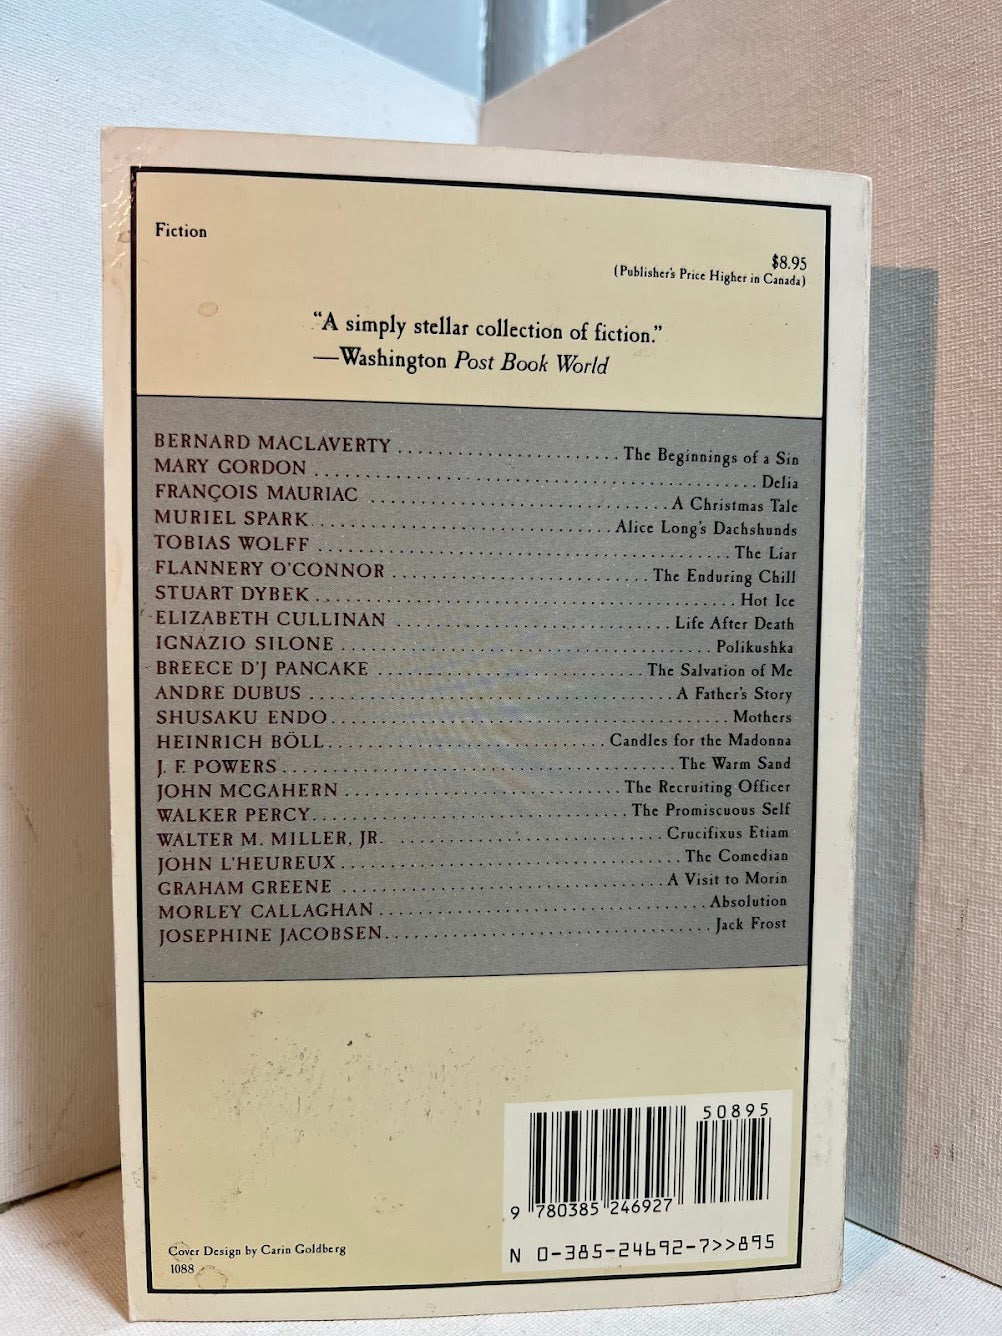 Fiction
$8.95
(Publisher's Price Higher in Canada)
“A simply stellar collection of fiction.”
—Washington Post Book World
BERNARD MACLAVERTY . . . . . . . . . . . . . . . . . . . . The Beginnings of a Sin
MARY GORDON . . . . . . . . . . . . . . . . . . . . Delia
FRANÇOIS MAURIAC . . . . . . . . . . . . . . . . . . . . A Christmas Tale
MURIEL SPARK . . . . . . . . . . . . . . . . . . . . Alice Long's Dachshunds
TOBIAS WOLFF . . . . . . . . . . . . . . . . . . . . The Liar
FLANNERY O'CONNOR . . . . . . . . . . . . . . . . . . . . The Enduring Chill
STUART DYBEK . . . . . . . . . . . . . . . . . . . . Hot Ice
ELIZABETH CULLINAN . . . . . . . . . . . . . . . . . . . . Life After Death
IGNAZIO SILONE . . . . . . . . . . . . . . . . . . . . Polikushka
BREECE D'J PANCAKE . . . . . . . . . . . . . . . . . . . . The Salvation of Me
ANDRE DUBUS . . . . . . . . . . . . . . . . . . . . A Father's Story
SHUSAKU ENDO . . . . . . . . . . . . . . . . . . . . Mothers
HEINRICH BÖLL . . . . . . . . . . . . . . . . . . . . Candles for the Madonna
J. F. POWERS . . . . . . . . . . . . . . . . . . . . The Warm Sand
JOHN MCGAHERN . . . . . . . . . . . . . . . . . . . . The Recruiting Officer
WALKER PERCY . . . . . . . . . . . . . . . . . . . . The Promiscuous Self
WALTER M. MILLER, JR. . . . . . . . . . . . . . . . . . . . . Crucifixus Etiam
JOHN L'HEUREUX . . . . . . . . . . . . . . . . . . . . The Comedian
GRAHAM GREENE . . . . . . . . . . . . . . . . . . . . A Visit to Morin
MORLEY CALLAGHAN . . . . . . . . . . . . . . . . . . . . Absolution
JOSEPHINE JACOBSEN . . . . . . . . . . . . . . . . . . . . Jack Frost
50895
9 780385 246927
N 0-385-24692-7>>895
Cover Design by Carin Goldberg
1088